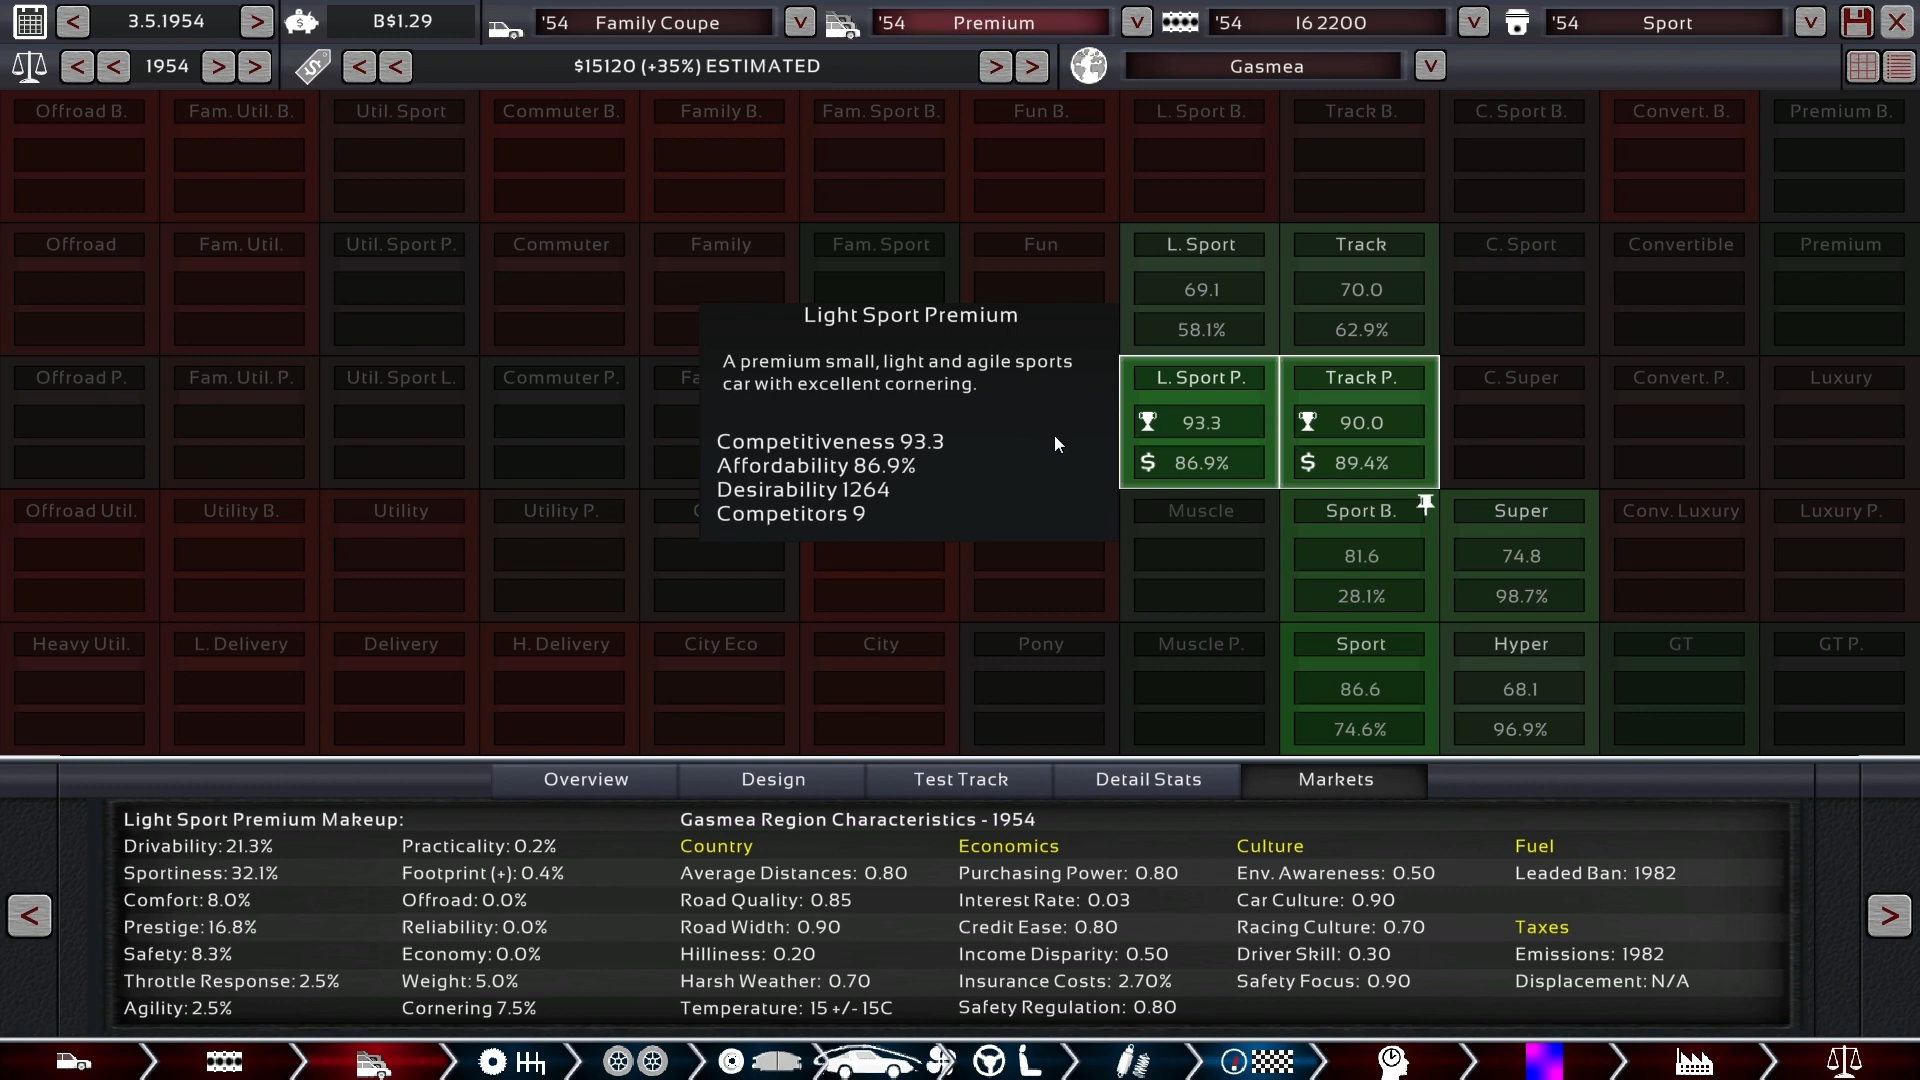 3.5.1954 B$1.29 '54 Family Coupe '54 Premium '54 I6 2200 '54 Sport
1954 $15120 (+35%) ESTIMATED Gasmea
Offroad B. Fam. Util. B. Util. Sport Commuter B. Family B. Fam. Sport B. Fun B. L. Sport B. Track B. C. Sport B. Convert. B. Premium B.
Offroad Fam. Util. Util. Sport P. Commuter Family Fam. Sport Fun L. Sport Track C. Sport Convertible Premium
69.1 70.0
58.1% 62.9%
Light Sport Premium
A premium small, light and agile sports
car with excellent cornering.
Competitiveness 93.3
Affordability 86.9%
Desirability 1264
Competitors 9
Offroad P. Fam. Util. P. Util. Sport L. Commuter P. Fa L. Sport P. Track P. C. Super Convert. P. Luxury
93.3 90.0
$ 86.9% $ 89.4%
Offroad Util. Utility B. Utility Utility P. Muscle Sport B. Super Conv. Luxury Luxury P.
81.6 74.8
28.1% 98.7%
Heavy Util. L. Delivery Delivery H. Delivery City Eco City Pony Muscle P. Sport Hyper GT GT P.
86.6 68.1
74.6% 96.9%
Overview Design Test Track Detail Stats Markets
Light Sport Premium Makeup: Gasmea Region Characteristics - 1954
Drivability: 21.3% Practicality: 0.2% Country Economics Culture Fuel
Sportiness: 32.1% Footprint (+): 0.4% Average Distances: 0.80 Purchasing Power: 0.80 Env. Awareness: 0.50 Leaded Ban: 1982
Comfort: 8.0% Offroad: 0.0% Road Quality: 0.85 Interest Rate: 0.03 Car Culture: 0.90
Prestige: 16.8% Reliability: 0.0% Road Width: 0.90 Credit Ease: 0.80 Racing Culture: 0.70 Taxes
Safety: 8.3% Economy: 0.0% Hilliness: 0.20 Income Disparity: 0.50 Driver Skill: 0.30 Emissions: 1982
Throttle Response: 2.5% Weight: 5.0% Harsh Weather: 0.70 Insurance Costs: 2.70% Safety Focus: 0.90 Displacement: N/A
Agility: 2.5% Cornering 7.5% Temperature: 15 +/- 15C Safety Regulation: 0.80